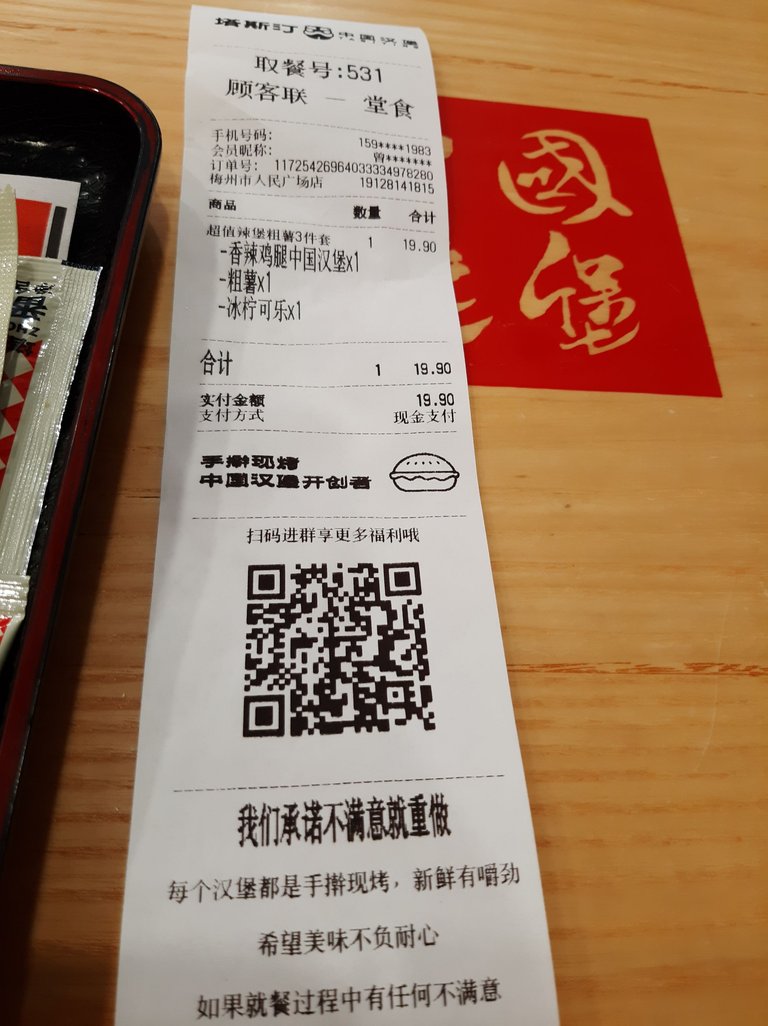 塔斯汀 中国汉堡
取餐号:531
顾客联 — 堂食
手机号码: 159****1983
会员昵称: 曾*******
订单号: 11725426964033334978280
梅州市人民广场店 19128141815
商品 数量 合计
超值辣堡粗薯3件套 1 19.90
-香辣鸡腿中国汉堡x1
-粗薯x1
-冰柠可乐x1
合计 1 19.90
实付金额 19.90
支付方式 现金支付
手擀现烤
中国汉堡开创者
扫码进群享更多福利哦
我们承诺不满意就重做
每个汉堡都是手擀现烤，新鲜有嚼劲
希望美味不负耐心
如果就餐过程中有任何不满意
國
堡